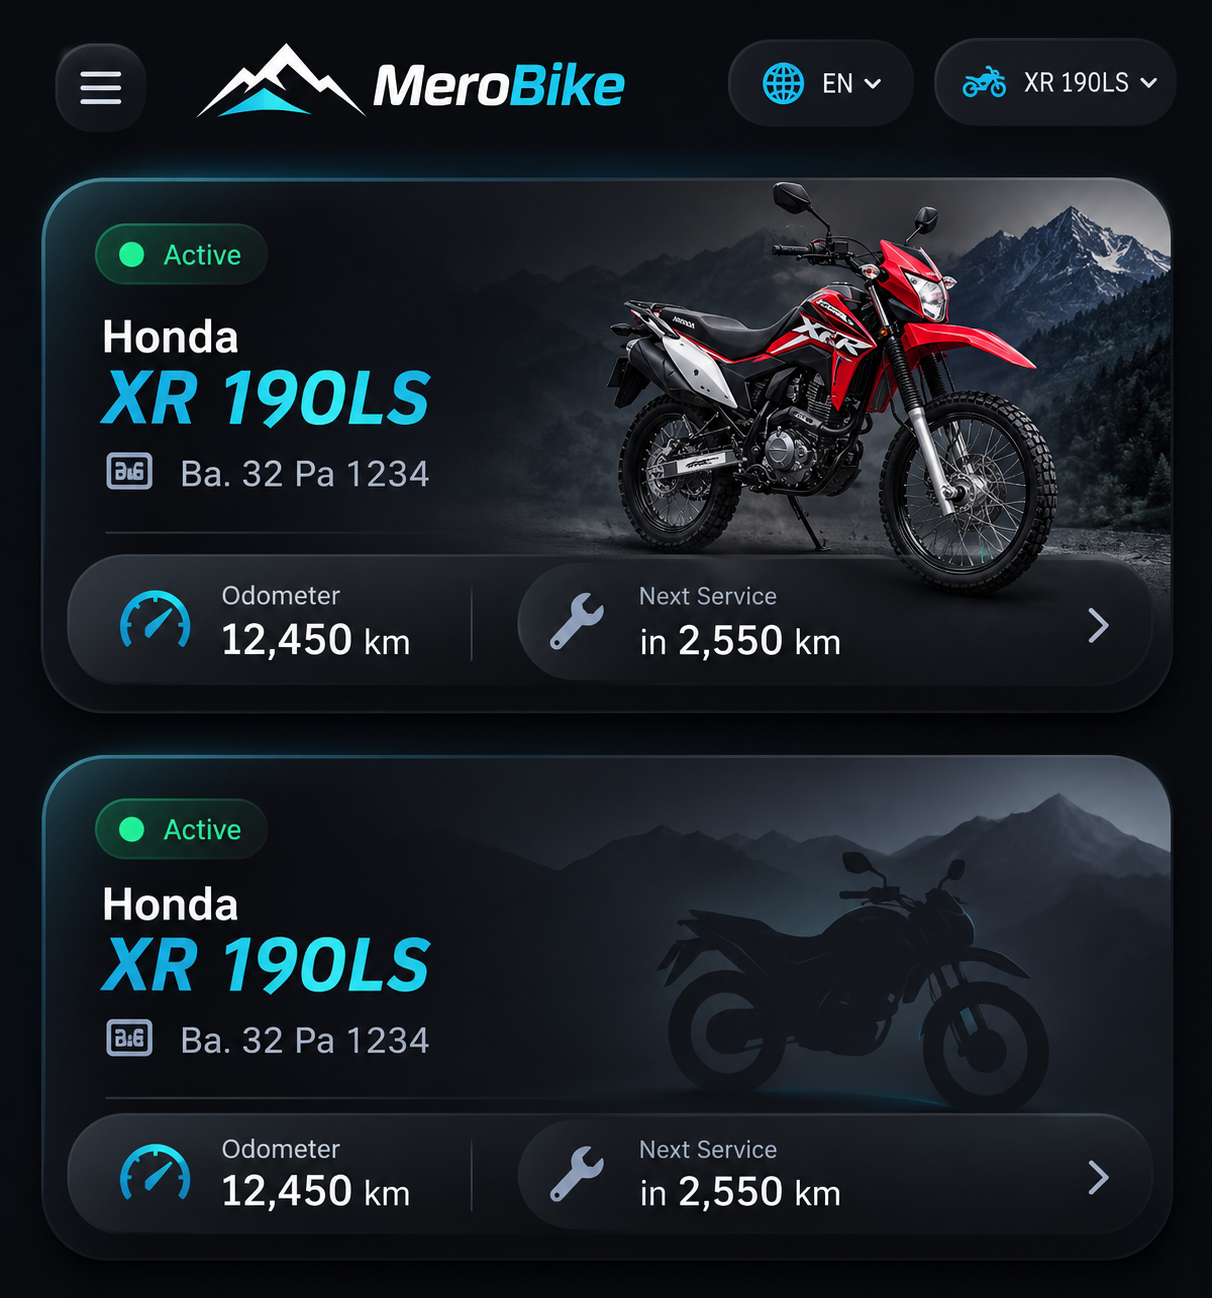 MeroBike
EN
XR 190LS
Active
Honda
XR 190LS
Ba. 32 Pa 1234
Odometer
12,450 km
Next Service
in 2,550 km
Active
Honda
XR 190LS
Ba. 32 Pa 1234
Odometer
12,450 km
Next Service
in 2,550 km